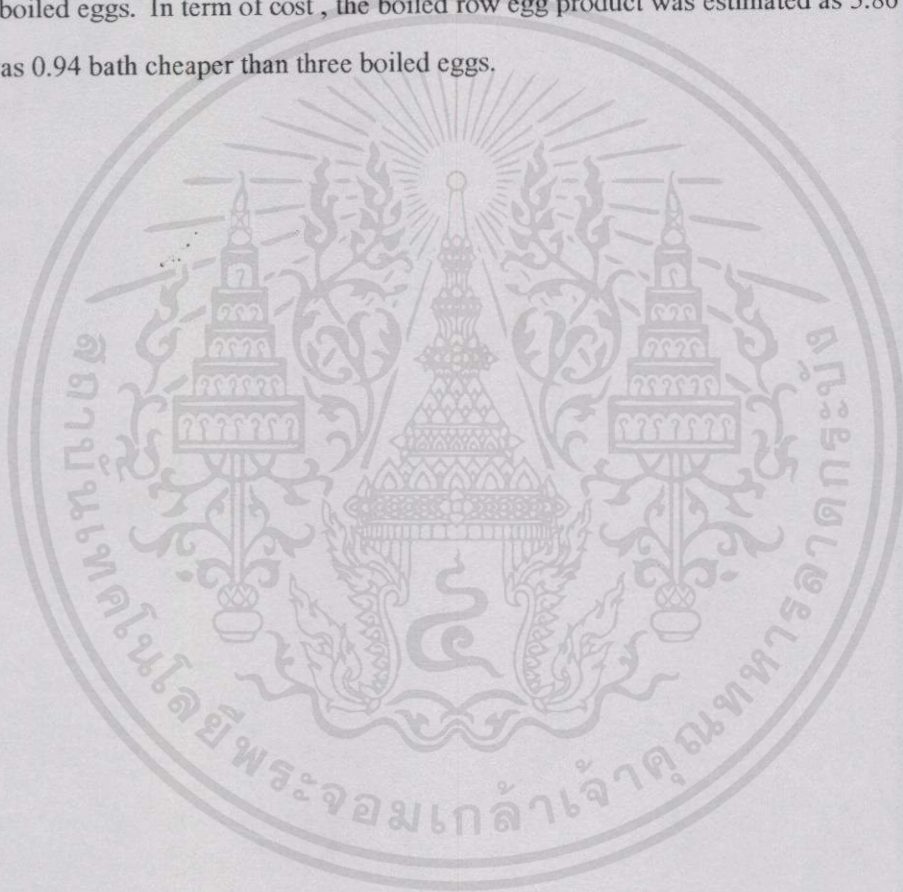 boiled eggs. In term of cost , the boiled row egg product was estimated as
as 0.94 bath cheaper than three boiled eggs.
สถาบันเทคโนโลยีพระจอมเกล้าเจ้าคุณทหารลาดกระบัง